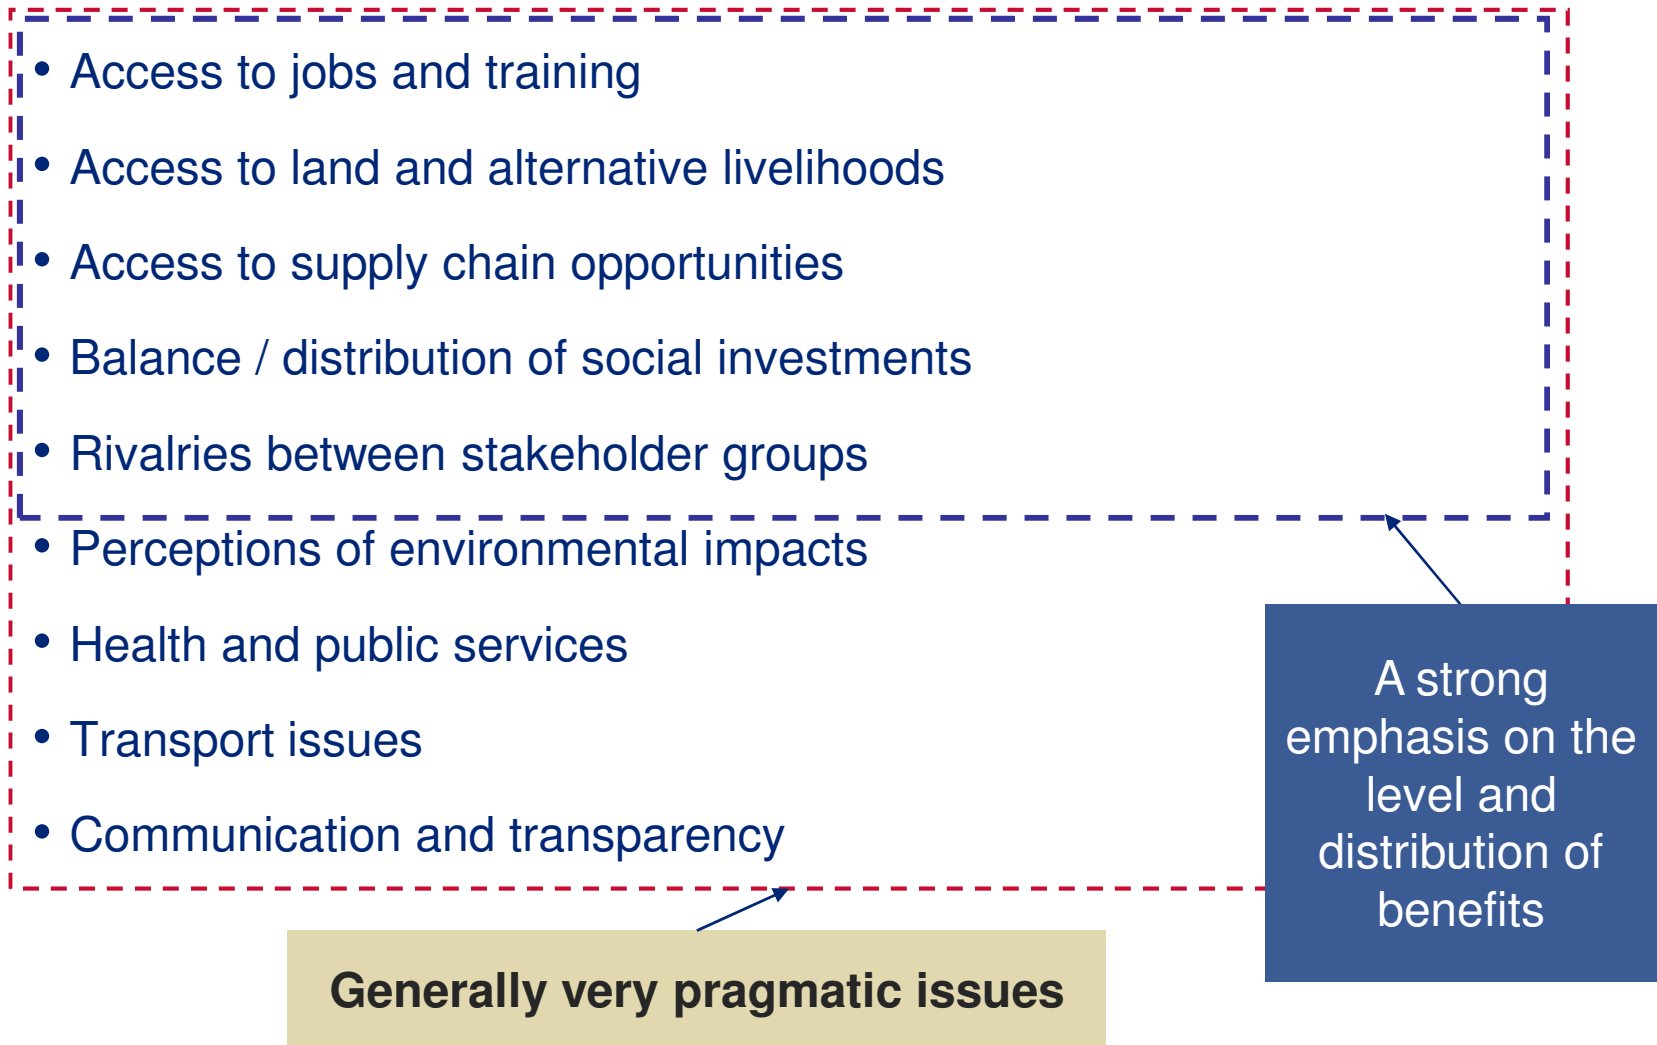 • Access to jobs and training
• Access to land and alternative livelihoods
• Access to supply chain opportunities
• Balance / distribution of social investments
• Rivalries between stakeholder groups
• Perceptions of environmental impacts
• Health and public services
• Transport issues
• Communication and transparency
A strong
emphasis on the
level and
distribution of
benefits
Generally very pragmatic issues